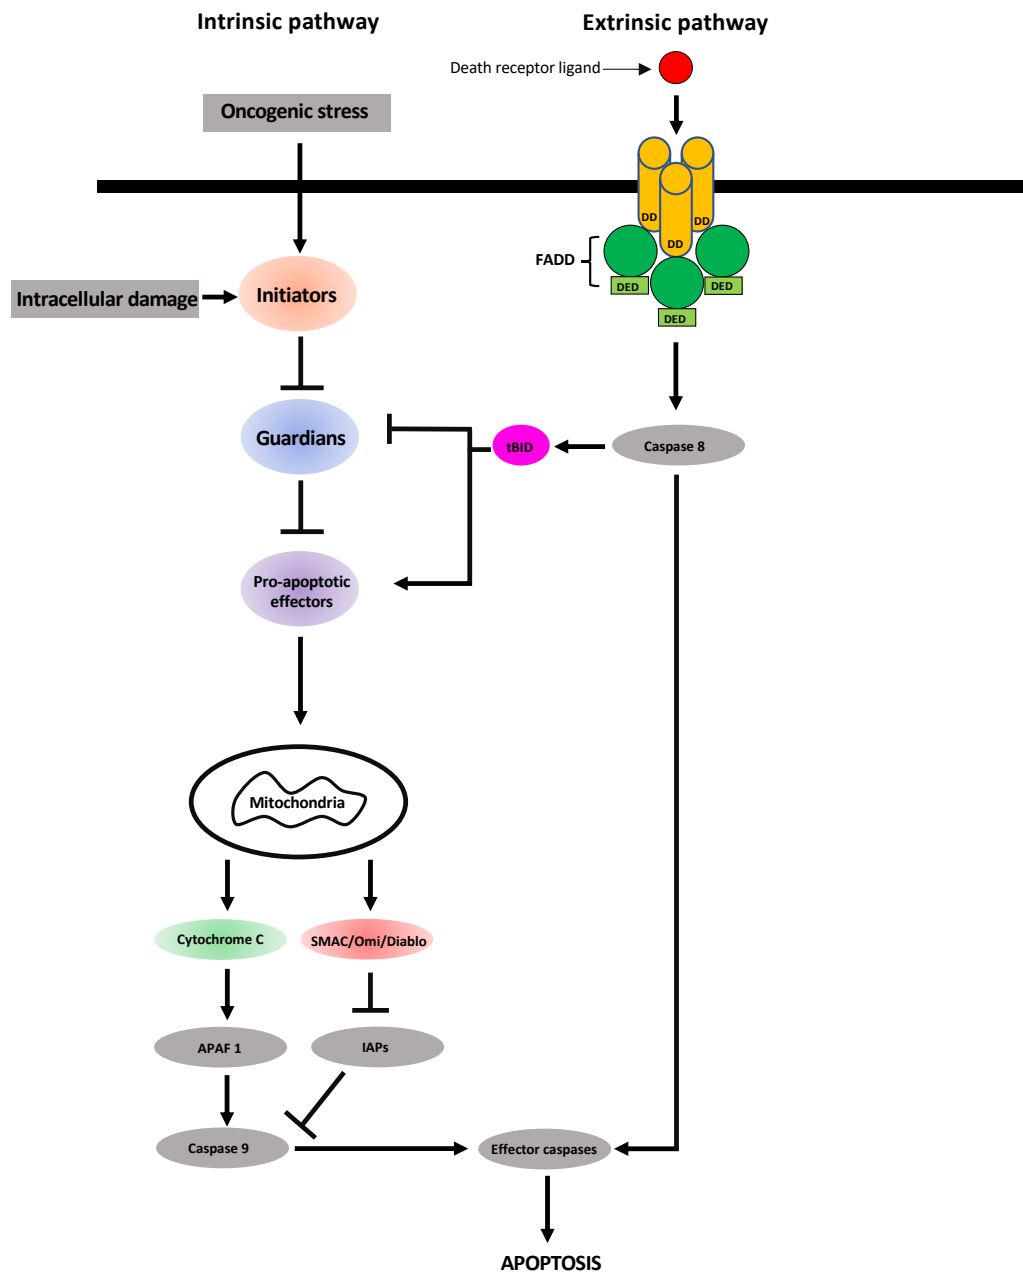 Intrinsic pathway
Extrinsic pathway
Death receptor ligand
Oncogenic stress
DD
DD
DD
FADD
DED
DED
DED
Intracellular damage
Initiators
Guardians
tBID
Caspase 8
Pro-apoptotic
effectors
Mitochondria
Cytochrome C
SMAC/Omi/Diablo
APAF 1
IAPs
Caspase 9
Effector caspases
APOPTOSIS